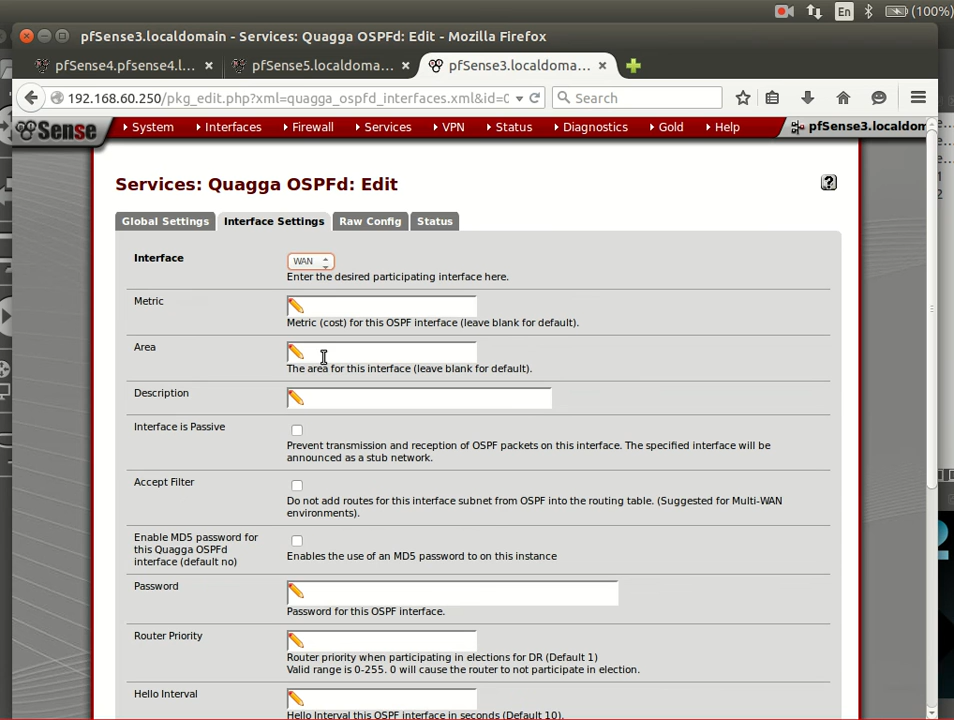 En (100%)
pfSense3.localdomain - Services: Quagga OSPFd: Edit - Mozilla Firefox
pfSense4.pfsense4.l... × pfSense5.localdoma... × pfSense3.localdoma... ×
192.168.60.250/pkg_edit.php?xml=quagga_ospfd_interfaces.xml&id=0 Search
Sense System Interfaces Firewall Services VPN Status Diagnostics Gold Help pfSense3.localdom
Services: Quagga OSPFd: Edit ?
Global Settings Interface Settings Raw Config Status
Interface WAN
Enter the desired participating interface here.
Metric
Metric (cost) for this OSPF interface (leave blank for default).
Area
The area for this interface (leave blank for default).
Description
Interface is Passive
Prevent transmission and reception of OSPF packets on this interface. The specified interface will be
announced as a stub network.
Accept Filter
Do not add routes for this interface subnet from OSPF into the routing table. (Suggested for Multi-WAN
environments).
Enable MD5 password for
this Quagga OSPFd
interface (default no)
Enables the use of an MD5 password to on this instance
Password
Password for this OSPF interface.
Router Priority
Router priority when participating in elections for DR (Default 1)
Valid range is 0-255. 0 will cause the router to not participate in election.
Hello Interval
Hello Interval this OSPF interface in seconds (Default 10).